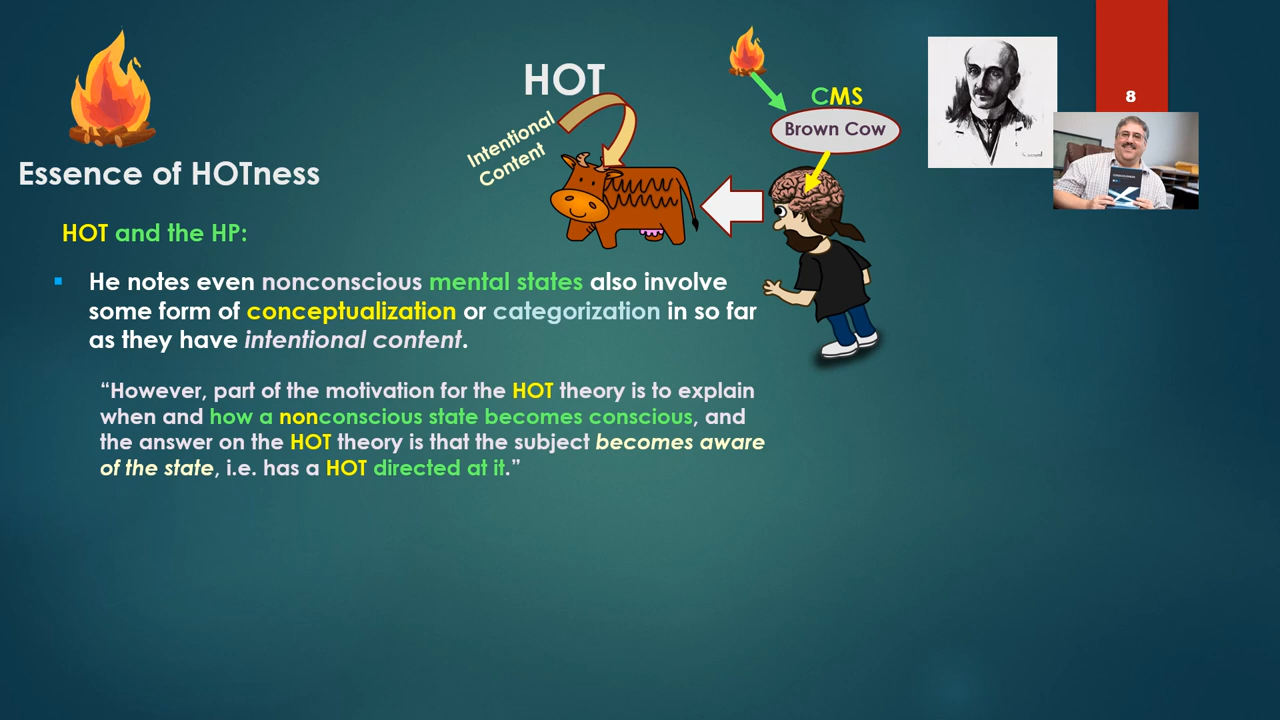 HOT
CMS
8
Brown Cow
Intentional
Content
Essence of HOTness
HOT and the HP:
▪ He notes even nonconscious mental states also involve
some form of conceptualization or categorization in so far
as they have intentional content.
“However, part of the motivation for the HOT theory is to explain
when and how a nonconscious state becomes conscious, and
the answer on the HOT theory is that the subject becomes aware
of the state, i.e. has a HOT directed at it.”